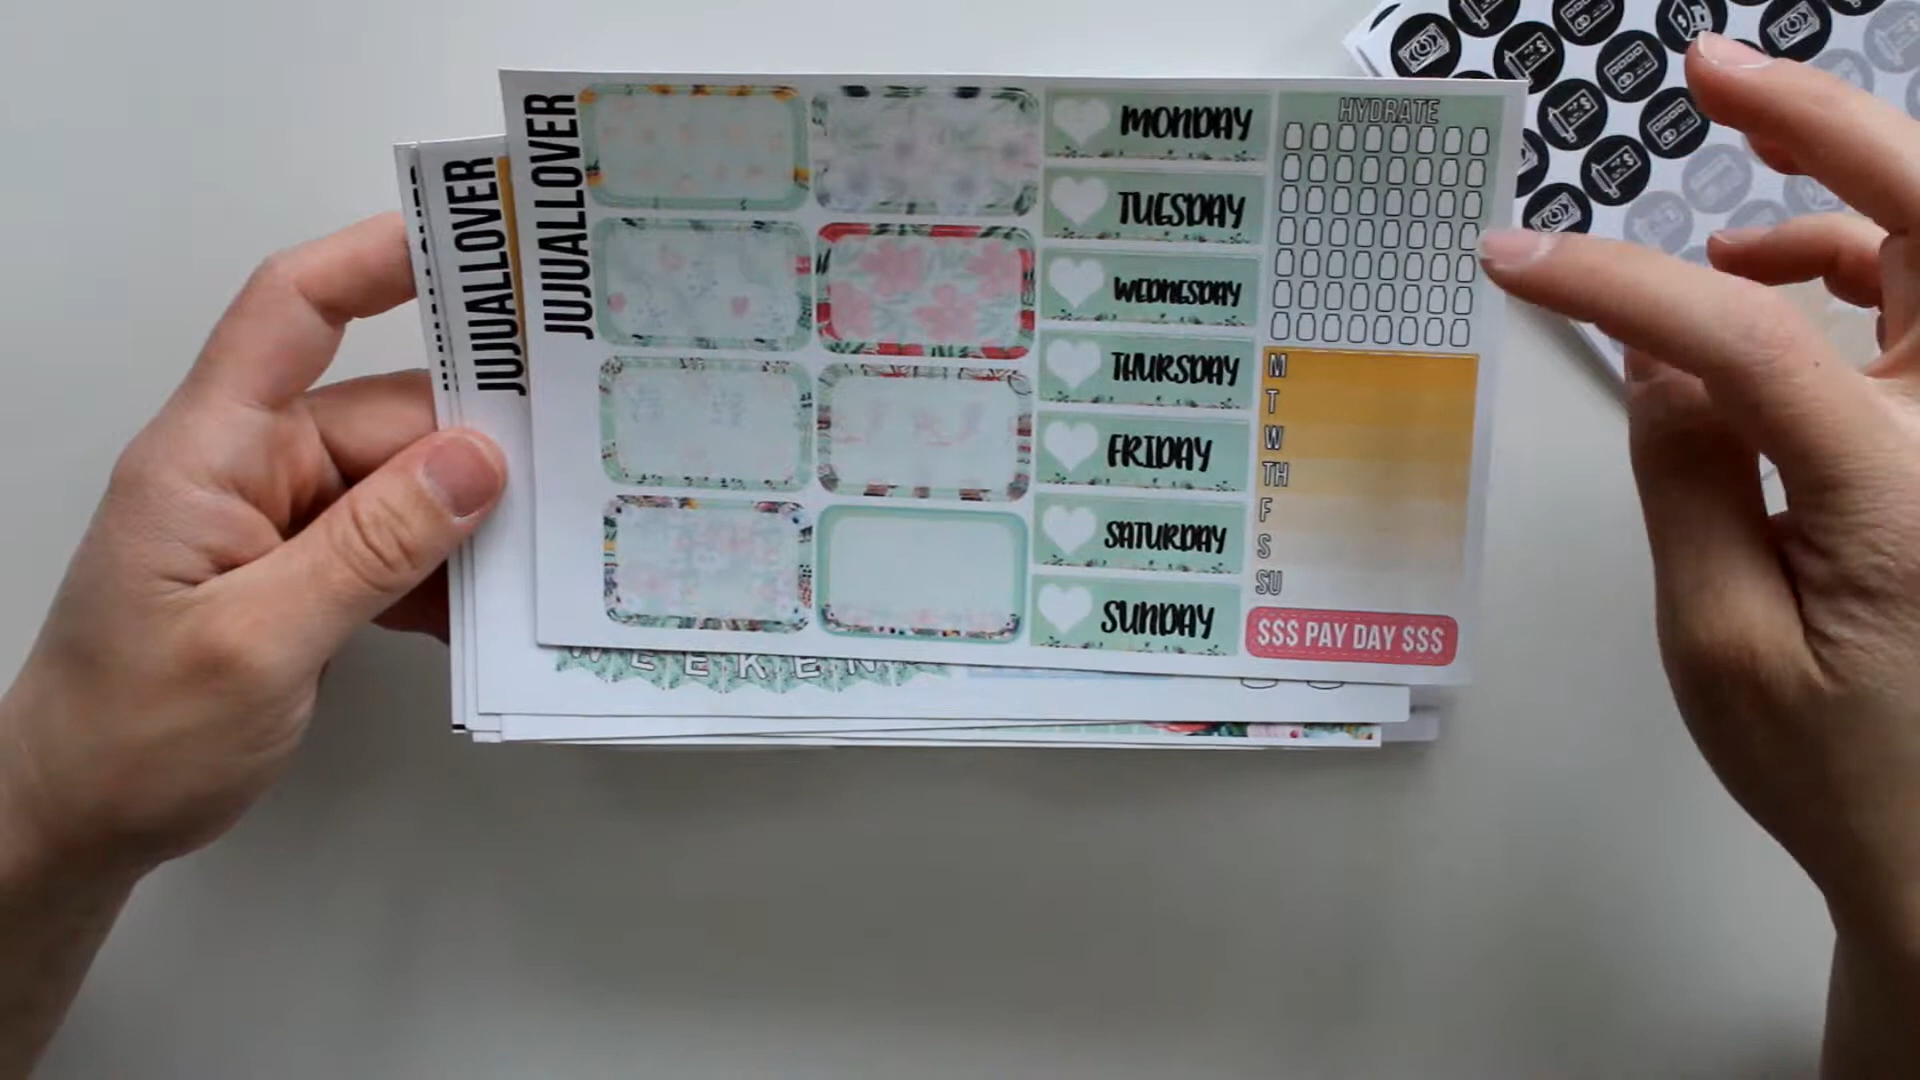 JUJUALLOVER
JUJUALLOVER
MONDAY
TUESDAY
WEDNESDAY
THURSDAY
FRIDAY
SATURDAY
SUNDAY
HYDRATE
M
T
W
TH
F
S
SU
$$$ PAY DAY $$$
WEEKEN